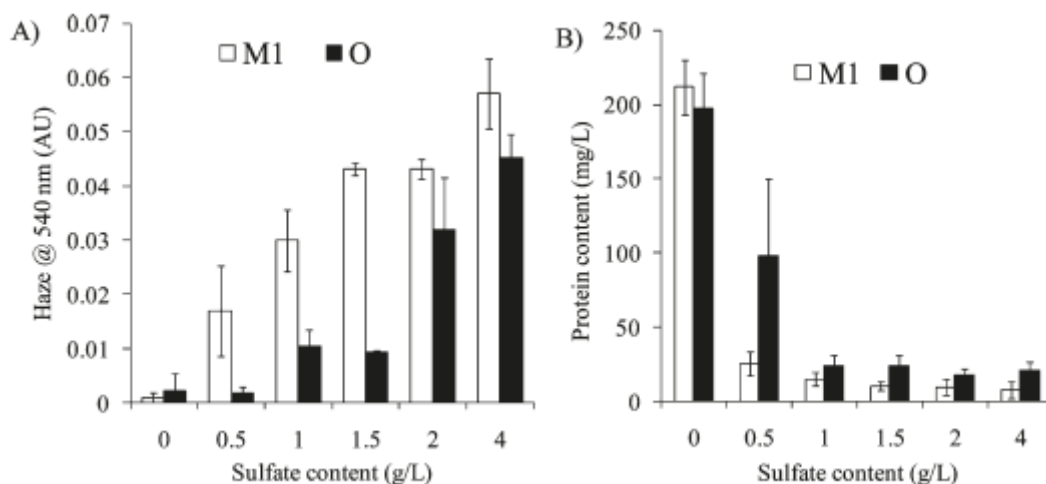 A)
M1 O
Haze @ 540 nm (AU)
0.07
0.06
0.05
0.04
0.03
0.02
0.01
0
0 0.5 1 1.5 2 4
Sulfate content (g/L)
B)
M1 O
Protein content (mg/L)
250
200
150
100
50
0
0 0.5 1 1.5 2 4
Sulfate content (g/L)